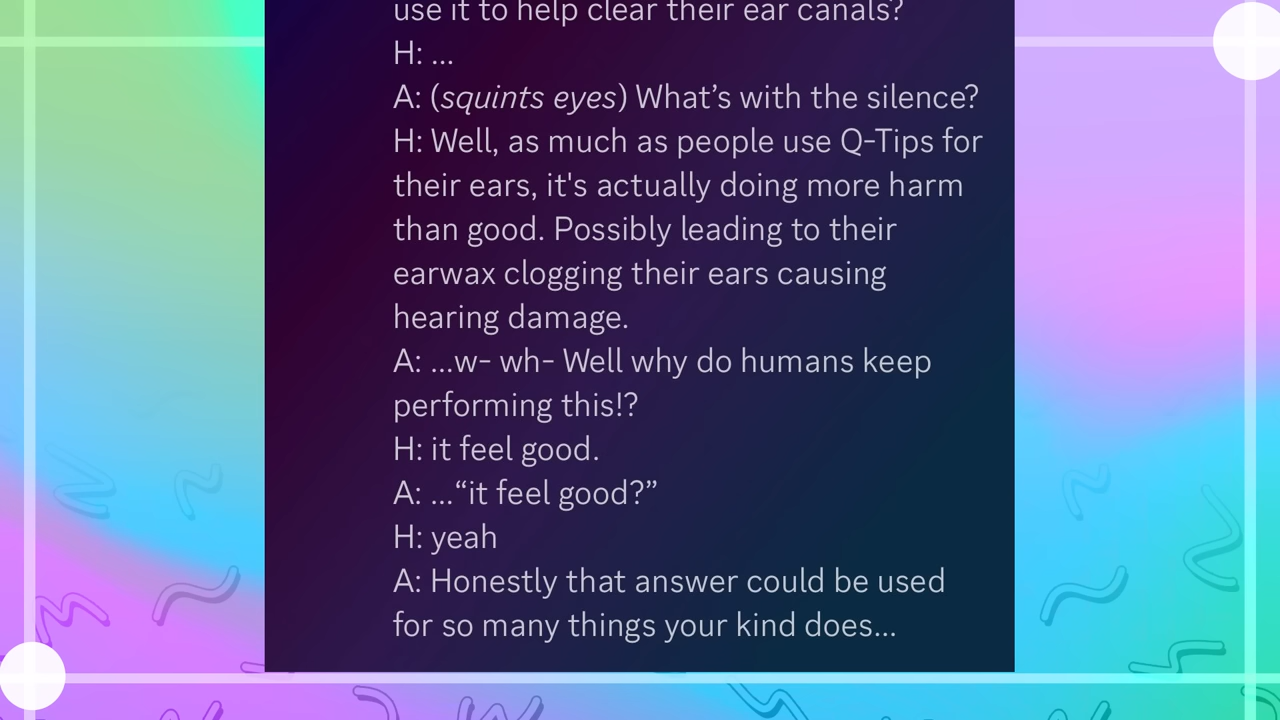 use it to help clear their ear canals?
H: ...
A: (squints eyes) What’s with the silence?
H: Well, as much as people use Q-Tips for
their ears, it's actually doing more harm
than good. Possibly leading to their
earwax clogging their ears causing
hearing damage.
A: ...w- wh- Well why do humans keep
performing this!?
H: it feel good.
A: ...“it feel good?”
H: yeah
A: Honestly that answer could be used
for so many things your kind does...